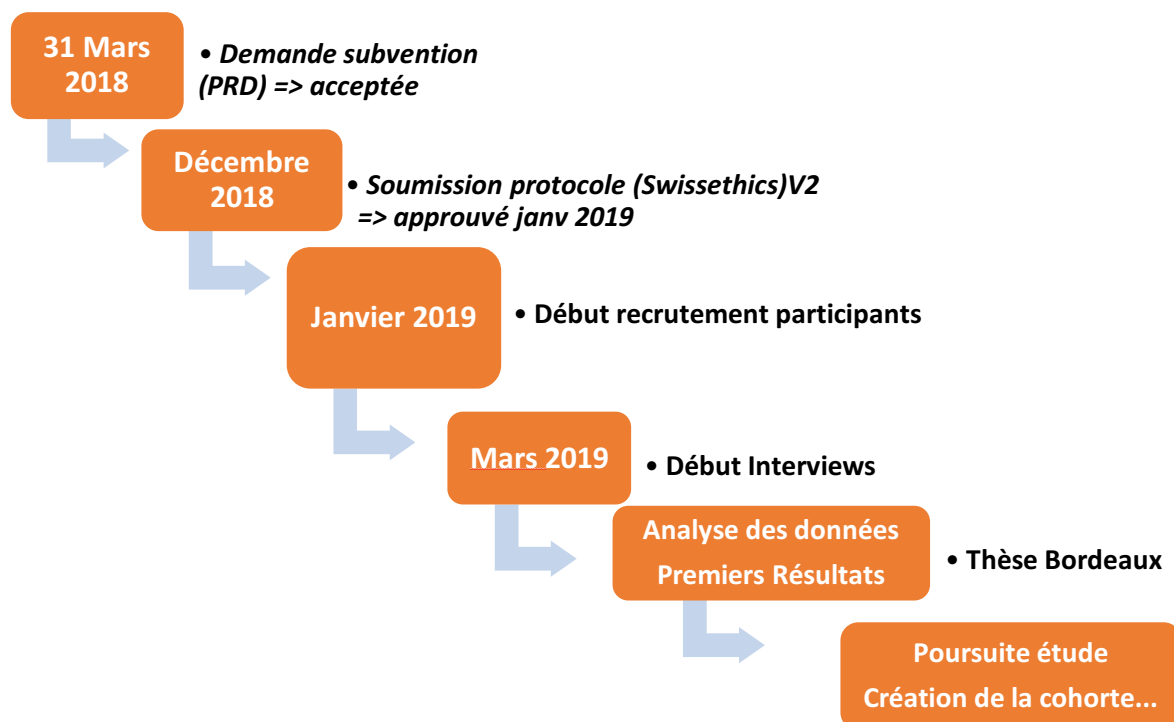 31 Mars
2018
• Demande subvention
(PRD) => acceptée
Décembre
2018
• Soumission protocole (Swissethics)V2
=> approuvé janv 2019
Janvier 2019
• Début recrutement participants
Mars 2019
• Début Interviews
Analyse des données
Premiers Résultats
• Thèse Bordeaux
Poursuite étude
Création de la cohorte...